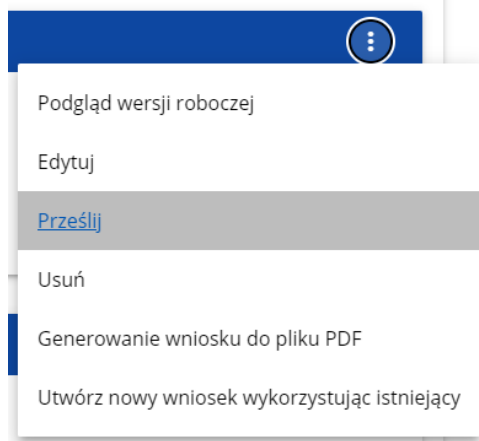 Podgląd wersji roboczej
Edytuj
Prześlij
Usuń
Generowanie wniosku do pliku PDF
Utwórz nowy wniosek wykorzystując istniejący